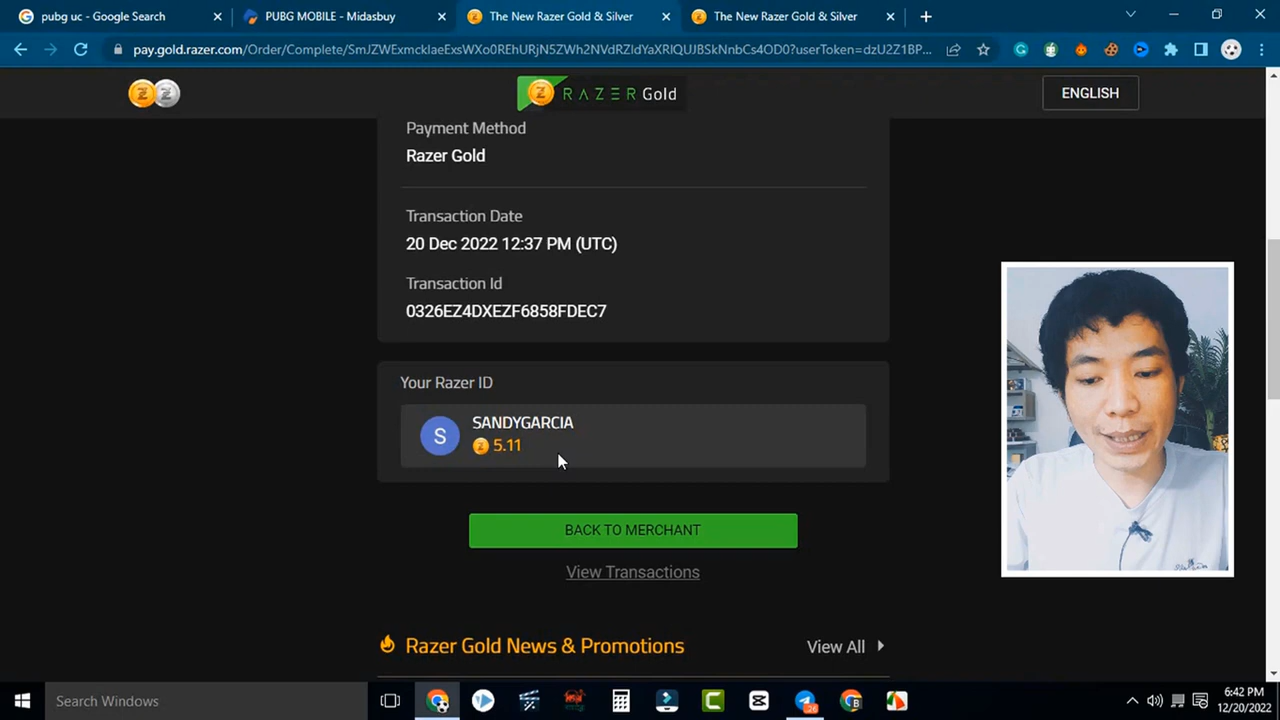 pubg uc - Google Search
PUBG MOBILE - Midasbuy
The New Razer Gold & Silver
The New Razer Gold & Silver
pay.gold.razer.com/Order/Complete/SmJZWExmcklaeExsWXo0REhURjN5ZWh2NVdRZldYaXRlQUJBSkNnbCs4OD0?userToken=dzU2Z1BP...
RAZER Gold
ENGLISH
Payment Method
Razer Gold
Transaction Date
20 Dec 2022 12:37 PM (UTC)
Transaction Id
0326EZ4DXEZF6858FDEC7
Your Razer ID
S
SANDYGARCIA
5.11
BACK TO MERCHANT
View Transactions
Razer Gold News & Promotions
View All
Search Windows
26
6:42 PM
12/20/2022